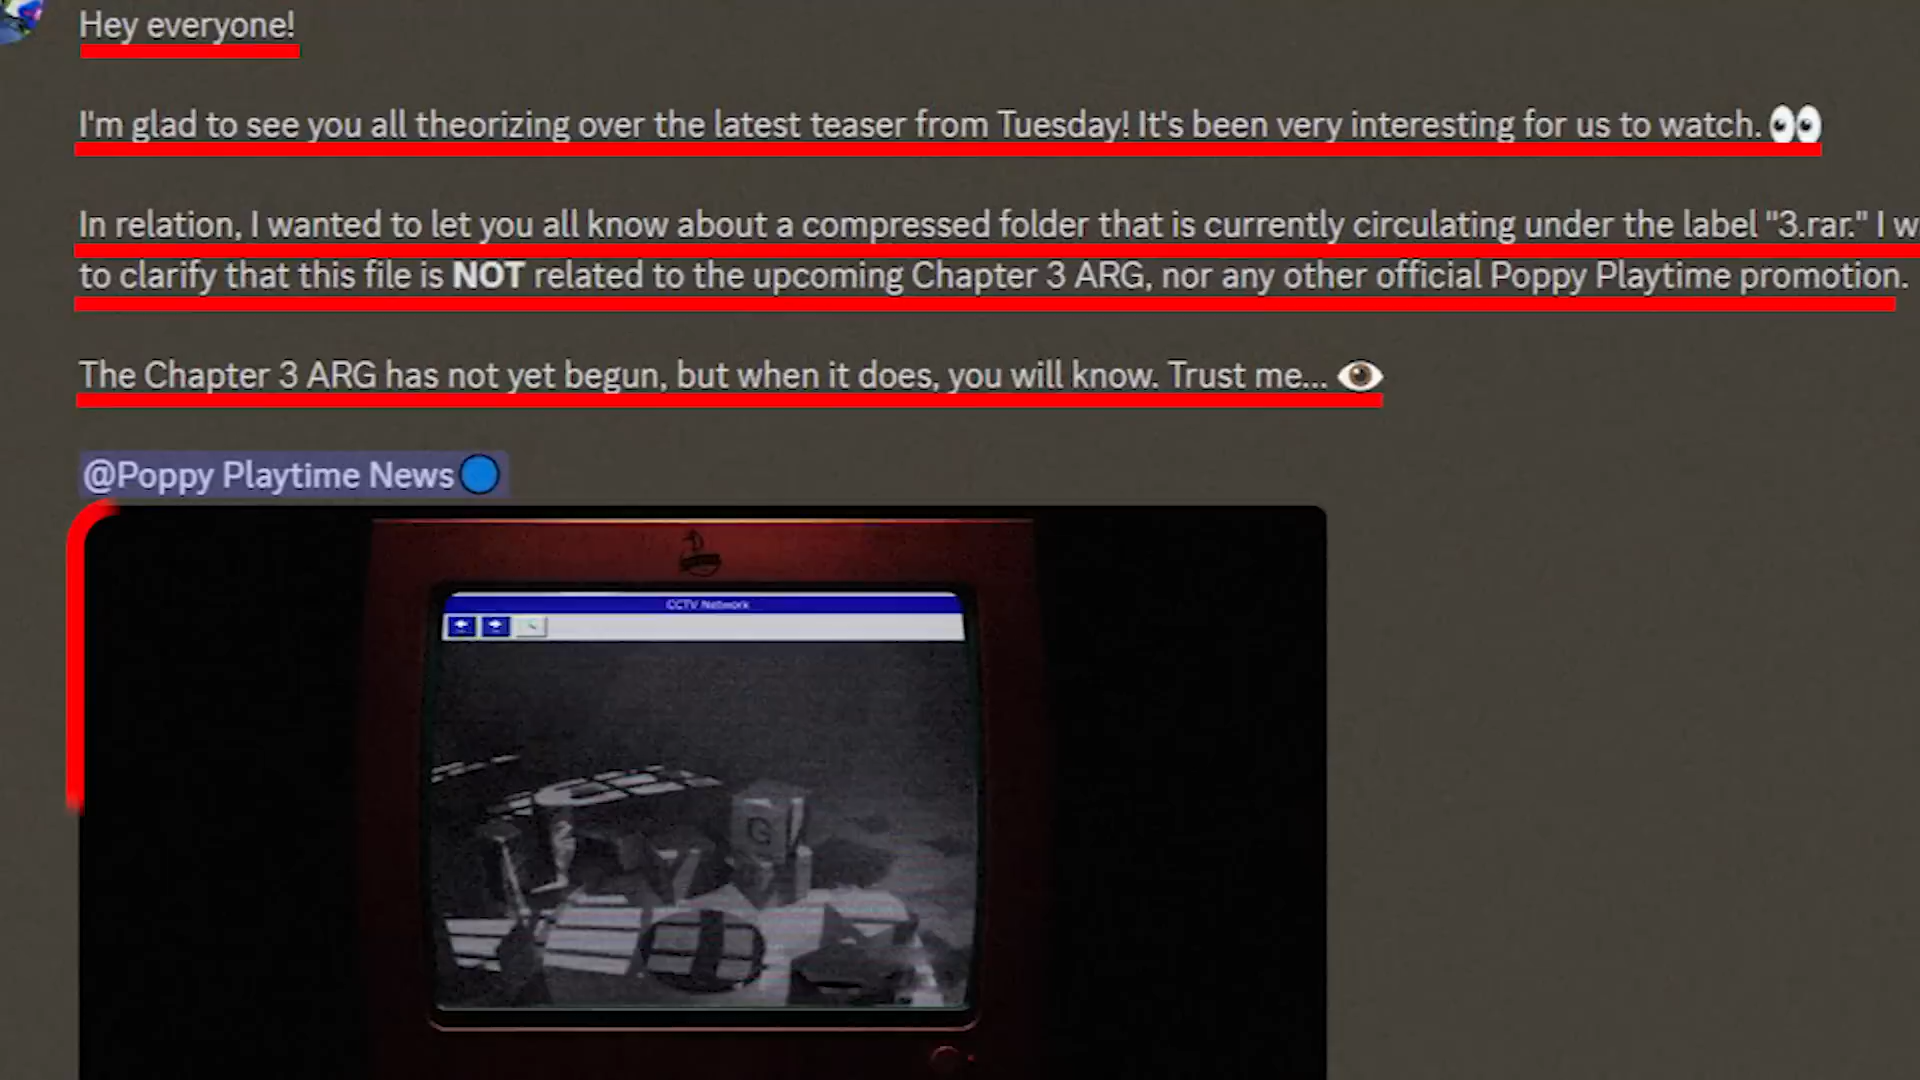 Hey everyone!
I'm glad to see you all theorizing over the latest teaser from Tuesday! It's been very interesting for us to watch. 👀
In relation, I wanted to let you all know about a compressed folder that is currently circulating under the label "3.rar." I
to clarify that this file is NOT related to the upcoming Chapter 3 ARG, nor any other official Poppy Playtime promotion.
The Chapter 3 ARG has not yet begun, but when it does, you will know. Trust me... 👁️
@Poppy Playtime News🔵
CCTV Network
G